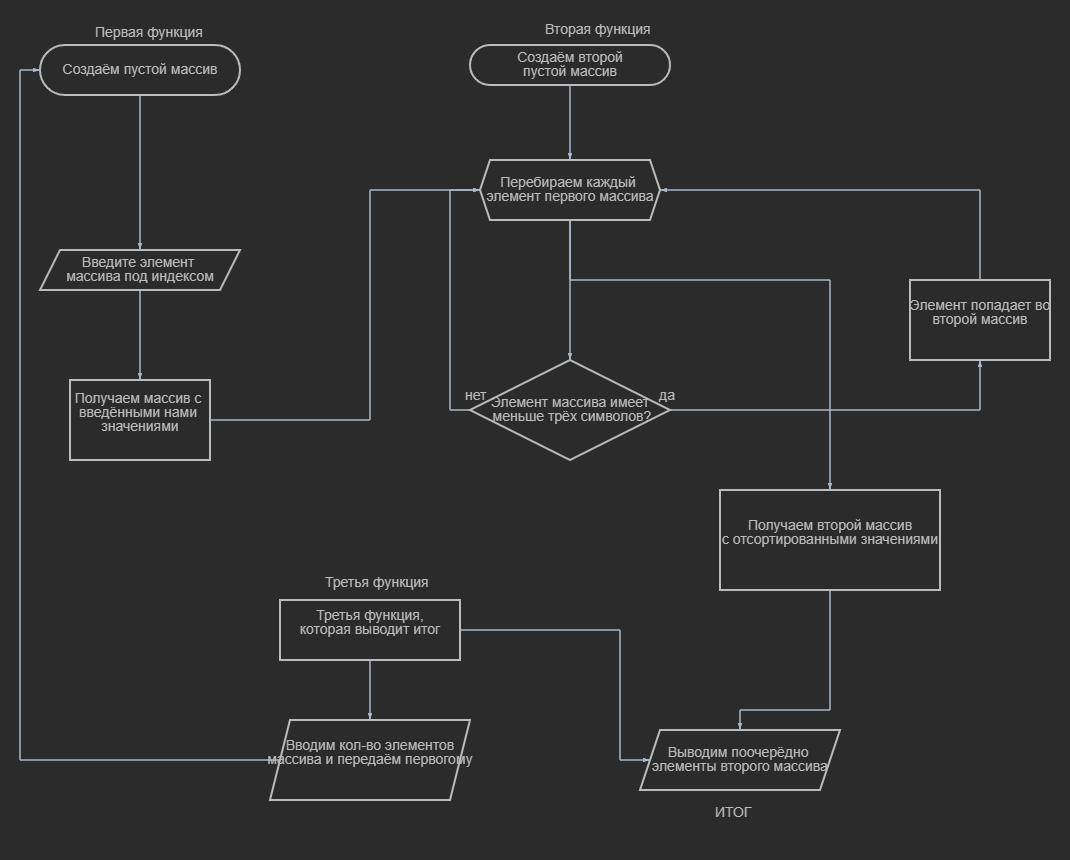 Первая функция
Создаём пустой массив
Введите элемент
массива под индексом
Получаем массив с
введёнными нами
значениями
Вторая функция
Создаём второй
пустой массив
Перебираем каждый
элемент первого массива
нет
Элемент массива имеет
меньше трёх символов?
да
Элемент попадает во
второй массив
Получаем второй массив
с отсортированными значениями
Третья функция
Третья функция,
которая выводит итог
Вводим кол-во элементов
массива и передаём первогому
Выводим поочерёдно
элементы второго массива
ИТОГ